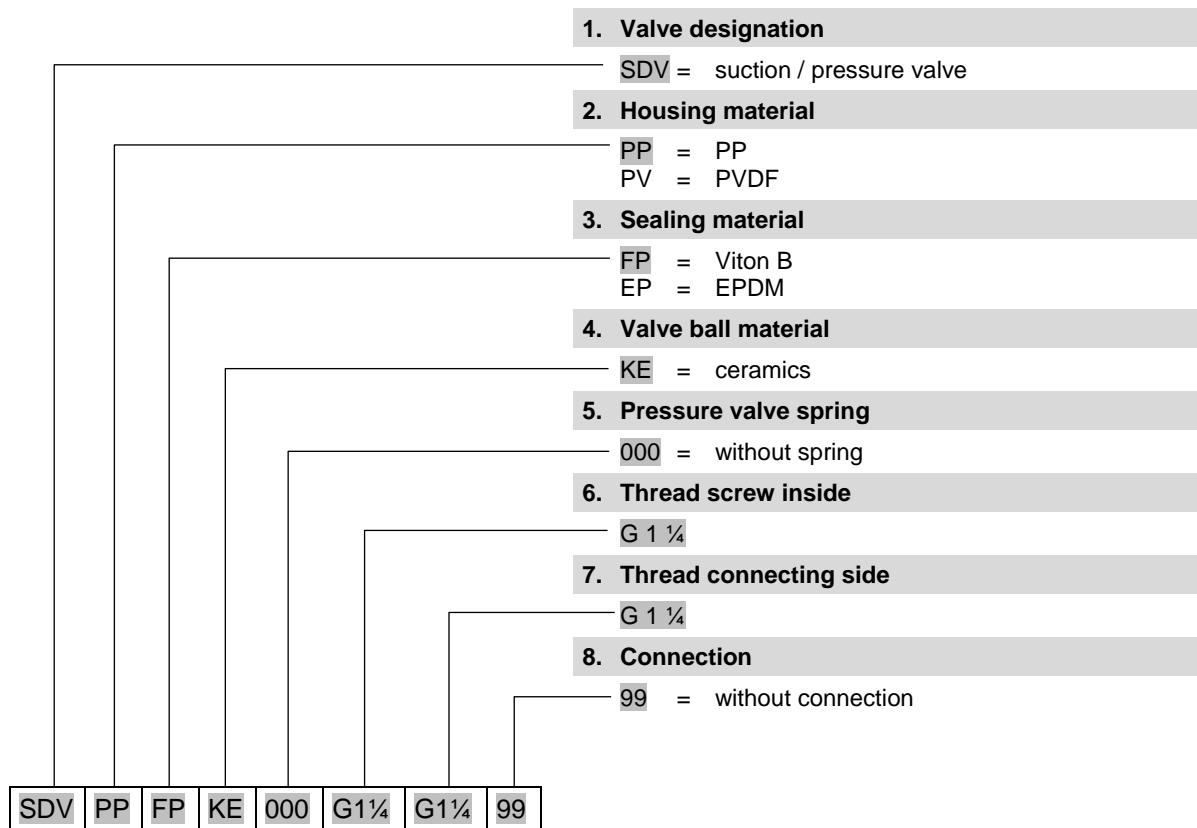 1. Valve designation
SDV = suction / pressure valve
2. Housing material
PP = PP
PV = PVDF
3. Sealing material
FP = Viton B
EP = EPDM
4. Valve ball material
KE = ceramics
5. Pressure valve spring
000 = without spring
6. Thread screw inside
G 1 ¼
7. Thread connecting side
G 1 ¼
8. Connection
99 = without connection
SDV PP FP KE 000 G1¼ G1¼ 99